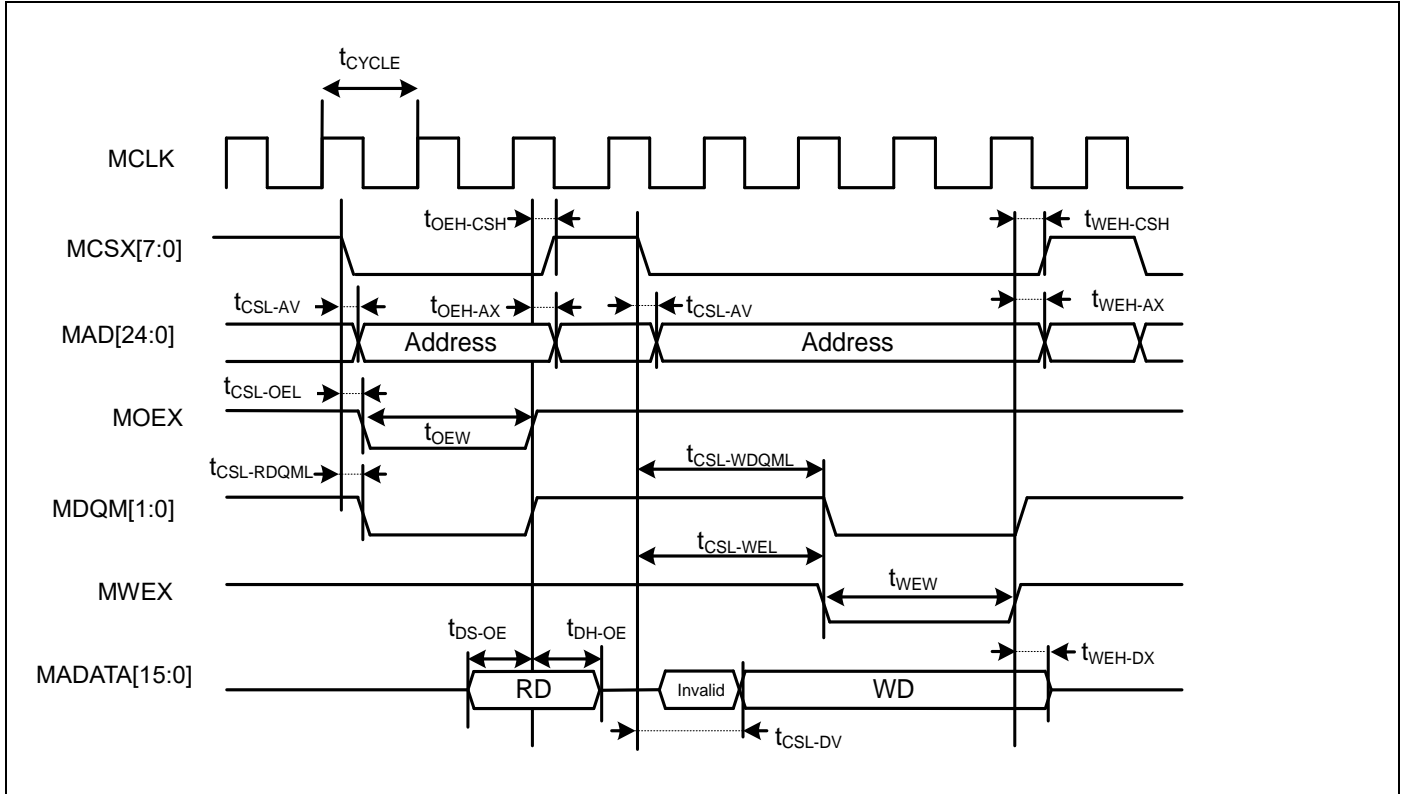 tCYCLE
MCLK
tOEH-CSH
tWEH-CSH
MCSX[7:0]
tCSL-AV
tOEH-AX
tCSL-AV
tWEH-AX
MAD[24:0]
Address
Address
tCSL-OEL
MOEX
tOEW
tCSL-RDQML
tCSL-WDQML
MDQM[1:0]
tCSL-WEL
MWEX
tWEW
tDS-OE
tDH-OE
tWEH-DX
MADATA[15:0]
RD
Invalid
WD
tCSL-DV